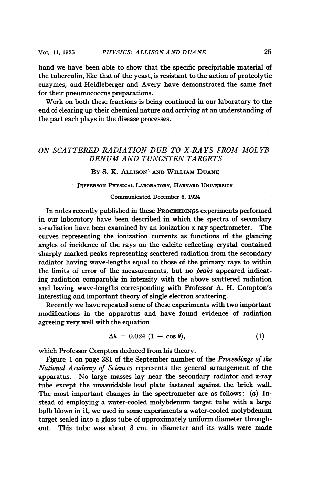 VOL. 11, 1925 PHYSICS: ALLISON AND DUANE 25
hand we have been able to show that the specific precipitable material of
the tuberculin, like that of the yeast, is resistant to the action of proteolytic
enzymes, and Heidelberger and Avery have demonstrated the same fact
for their pneumococcus preparations.
Work on both these fractions is being continued in our laboratory to the
end of clearing up their chemical nature and arriving at an understanding of
the part each plays in the disease processes.
ON SCATTERED RADIATION DUE TO X-RAYS FROM MOLYB-
DENUM AND TUNGSTEN TARGETS
BY S. K. ALLISON AND WILLIAM DUANE
JEFFERSON PHYSICAL LABORATORY, HARVARD UNIVERSITY
Communicated December 8, 1924
In notes recently published in these PROCEEDINGS experiments performed
in our laboratory have been described in which the spectra of secondary
x-radiation have been examined by an ionization x-ray spectrometer. The
curves representing the ionization currents as functions of the glancing
angles of incidence of the rays on the calcite reflecting crystal contained
sharply marked peaks representing scattered radiation from the secondary
radiator having wave-lengths equal to those of the primary rays to within
the limits of error of the measurements, but no peaks appeared indicat-
ing radiation comparable in intensity with the above scattered radiation
and having wave-lengths corresponding with Professor A. H. Compton's
interesting and important theory of single electron scattering.
Recently we have repeated some of these experiments with two important
modifications in the apparatus and have found evidence of radiation
agreeing very well with the equation
Δλ = 0.024 (1 — cos θ), (1)
which Professor Compton deduced from his theory.
Figure 1 on page 381 of the September number of the Proceedings of the
National Academy of Sciences represents the general arrangement of the
apparatus. No large masses lay near the secondary radiator and x-ray
tube except the unavoidable lead plate fastened against the brick wall.
The most important changes in the spectrometer are as follows: (a) In-
stead of employing a water-cooled molybdenum target tube with a large
bulb blown in it, we used in some experiments a water-cooled molybdenum
target sealed into a glass tube of approximately uniform diameter through-
out. This tube was about 3 cm. in diameter and its walls were made